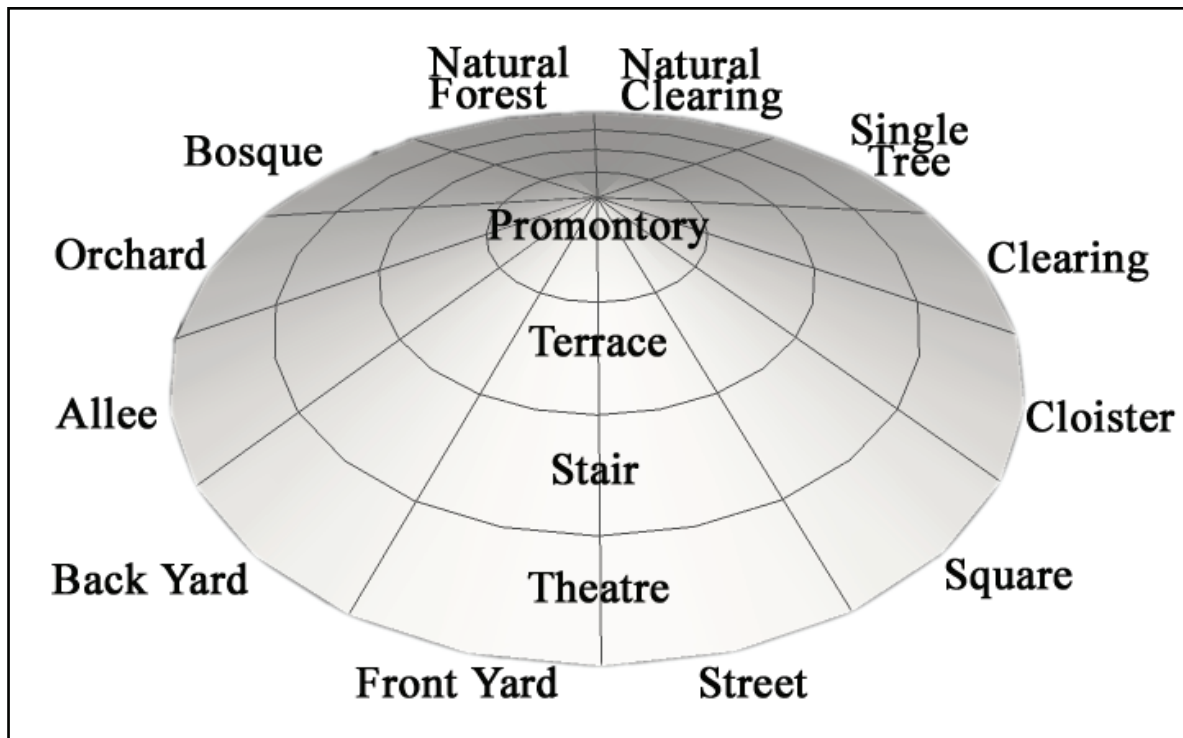 Natural
Forest
Natural
Clearing
Bosque
Single
Tree
Orchard
Promontory
Clearing
Terrace
Allee
Cloister
Stair
Back Yard
Theatre
Square
Front Yard
Street